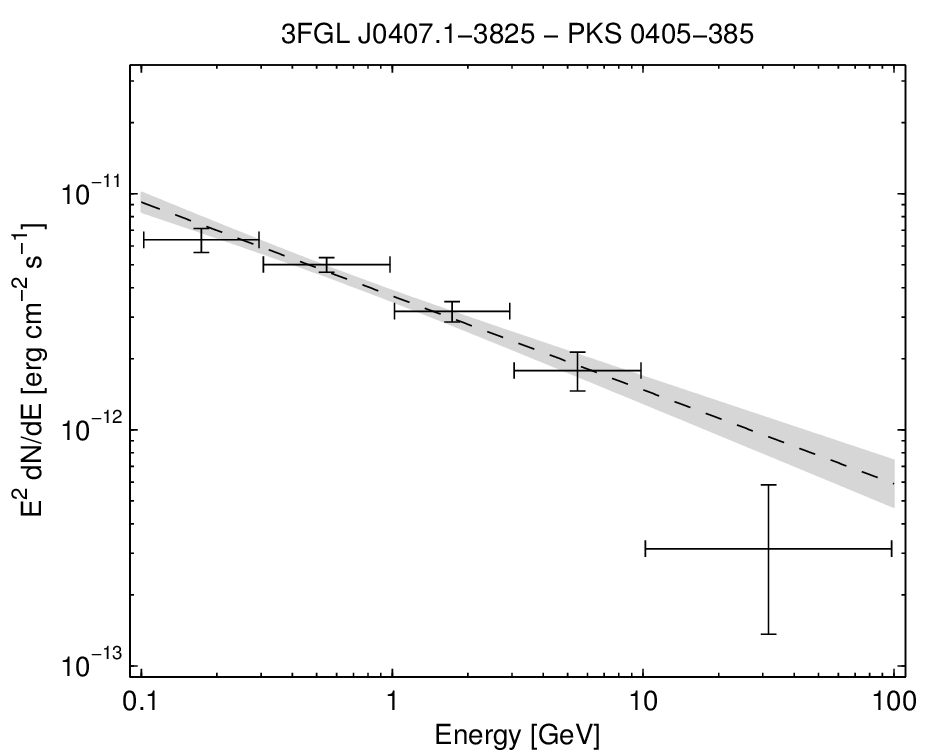 3FGL J0407.1−3825 − PKS 0405−385
E² dN/dE [erg cm⁻² s⁻¹]
10⁻¹¹
10⁻¹²
10⁻¹³
0.1 1 10 100
Energy [GeV]